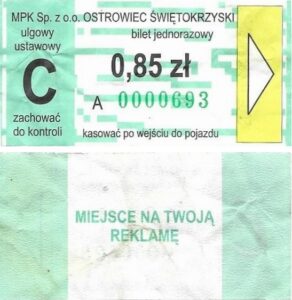 MPK Sp. z o.o. OSTROWIEC ŚWIĘTOKRZYSKI
ulgowy
ustawowy
bilet jednorazowy
C
0,85 zł
A 0000693
zachować
do kontroli
kasować po wejściu do pojazdu
MIEJSCE NA TWOJĄ
REKLAMĘ